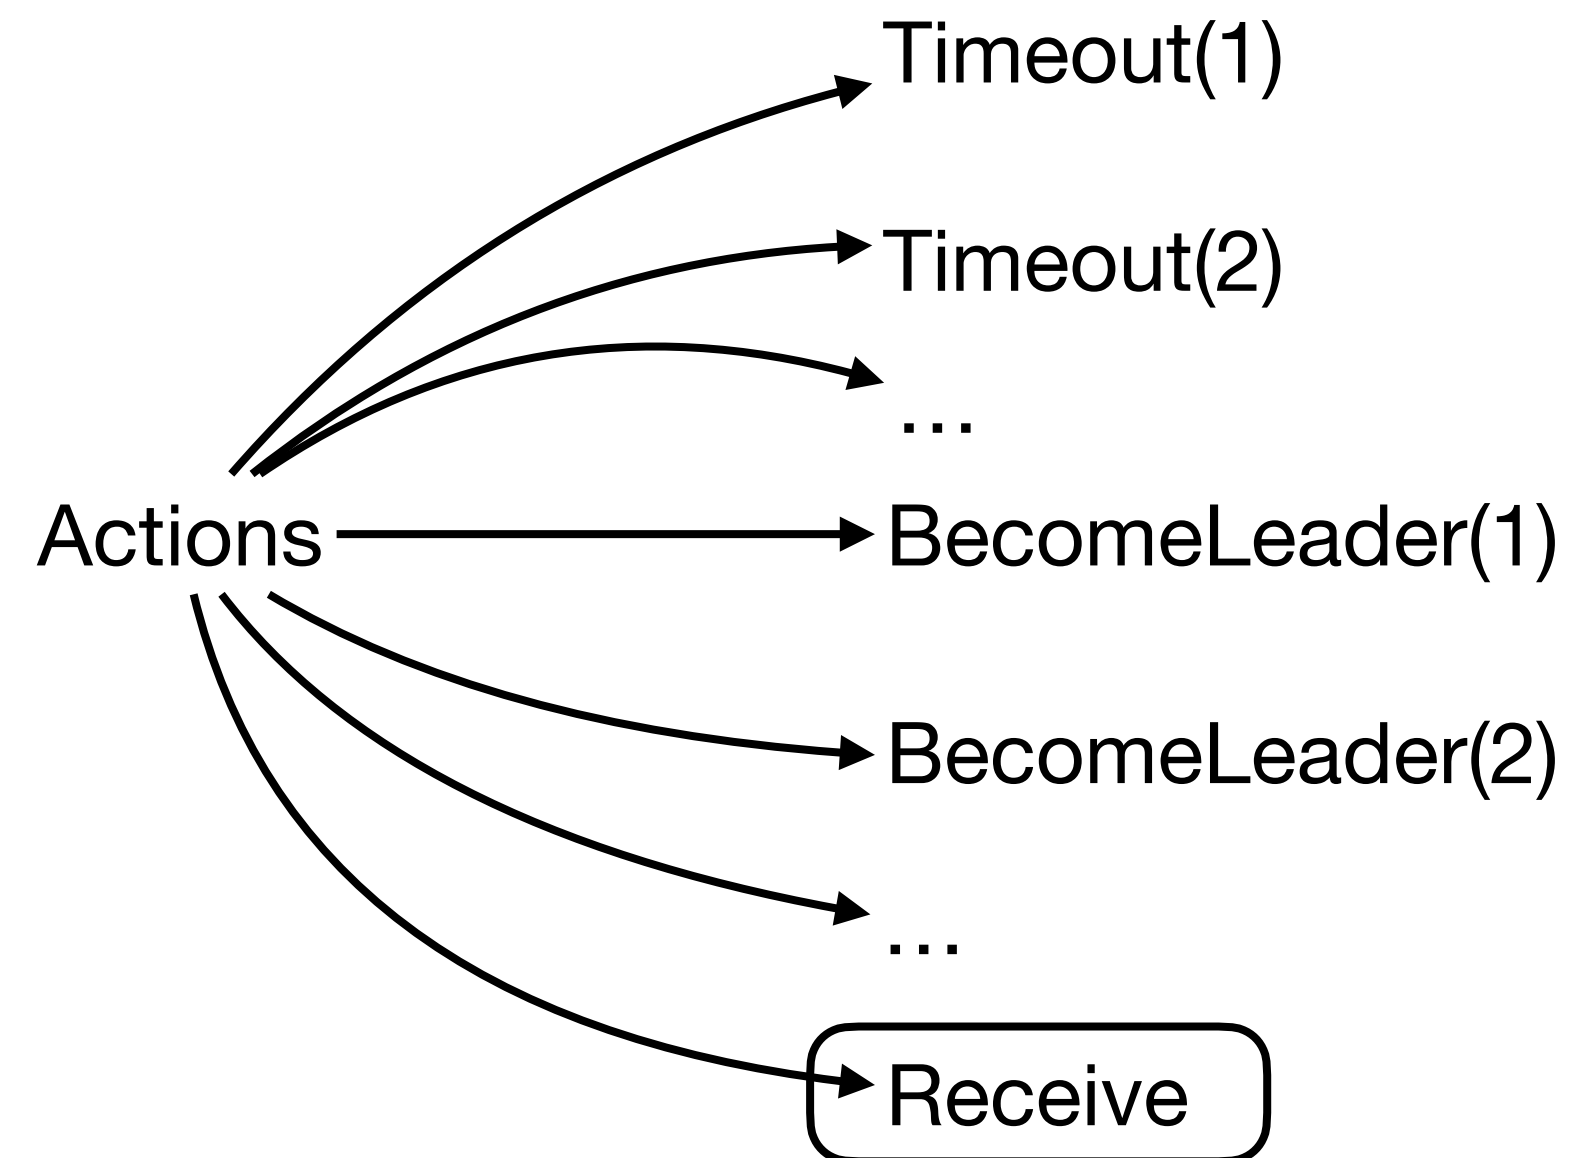 Timeout(1)
Timeout(2)
...
Actions
BecomeLeader(1)
BecomeLeader(2)
...
Receive